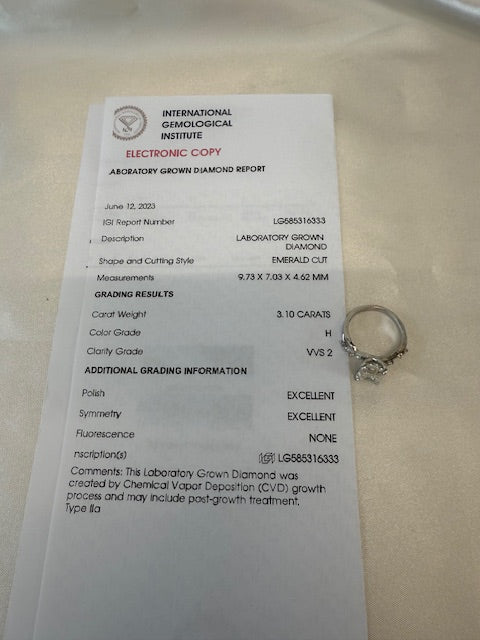 INTERNATIONAL
GEMOLOGICAL
INSTITUTE
ELECTRONIC COPY
ABORATORY GROWN DIAMOND REPORT
June 12, 2023
IGI Report Number LG585316333
Description LABORATORY GROWN
DIAMOND
Shape and Cutting Style EMERALD CUT
Measurements 9.73 X 7.03 X 4.62 MM
GRADING RESULTS
Carat Weight 3.10 CARATS
Color Grade H
Clarity Grade VVS 2
ADDITIONAL GRADING INFORMATION
Polish EXCELLENT
Symmetry EXCELLENT
Fluorescence NONE
nscription(s) LG585316333
Comments: This Laboratory Grown Diamond was
created by Chemical Vapor Deposition (CVD) growth
process and may include post-growth treatment.
Type IIa